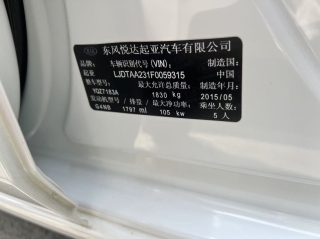 东风悦达起亚汽车有限公司
品牌: 车辆识别代号(VIN): 制造国:
起亚 LJDTAA231F0059315 中国
型号: 最大允许总质量: 制造年月:
YQZ7183A 1830 kg 2015/05
发动机型号/排量: 最大净功率: 乘坐人数:
G4NB 1797 ml 105 kw 5 人